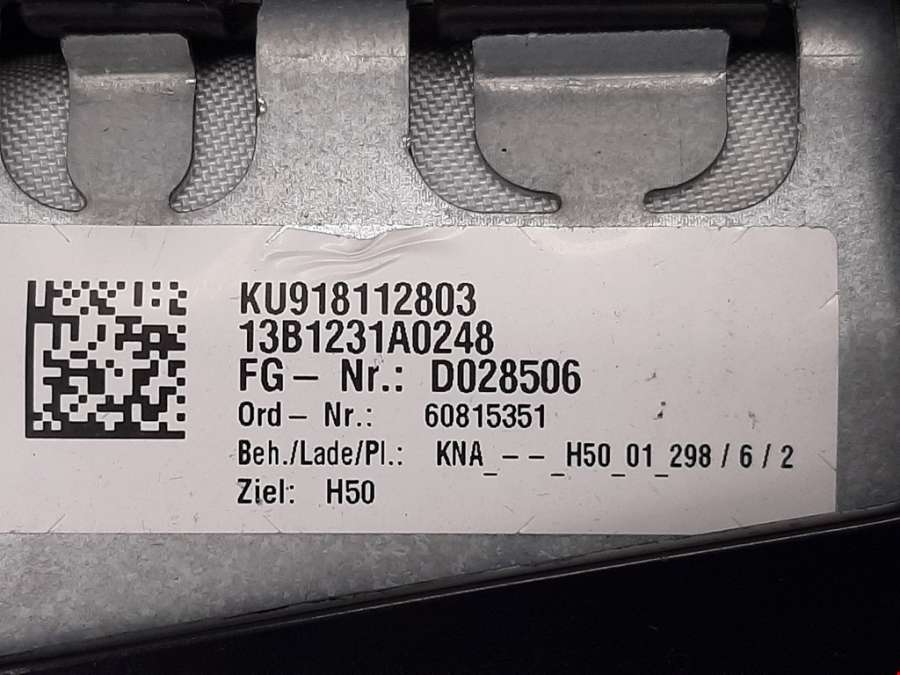 KU918112803
13B1231A0248
FG – Nr.: D028506
Ord – Nr.: 60815351
Beh./Lade/Pl.: KNA_– –_H50_01_298 / 6 / 2
Ziel: H50